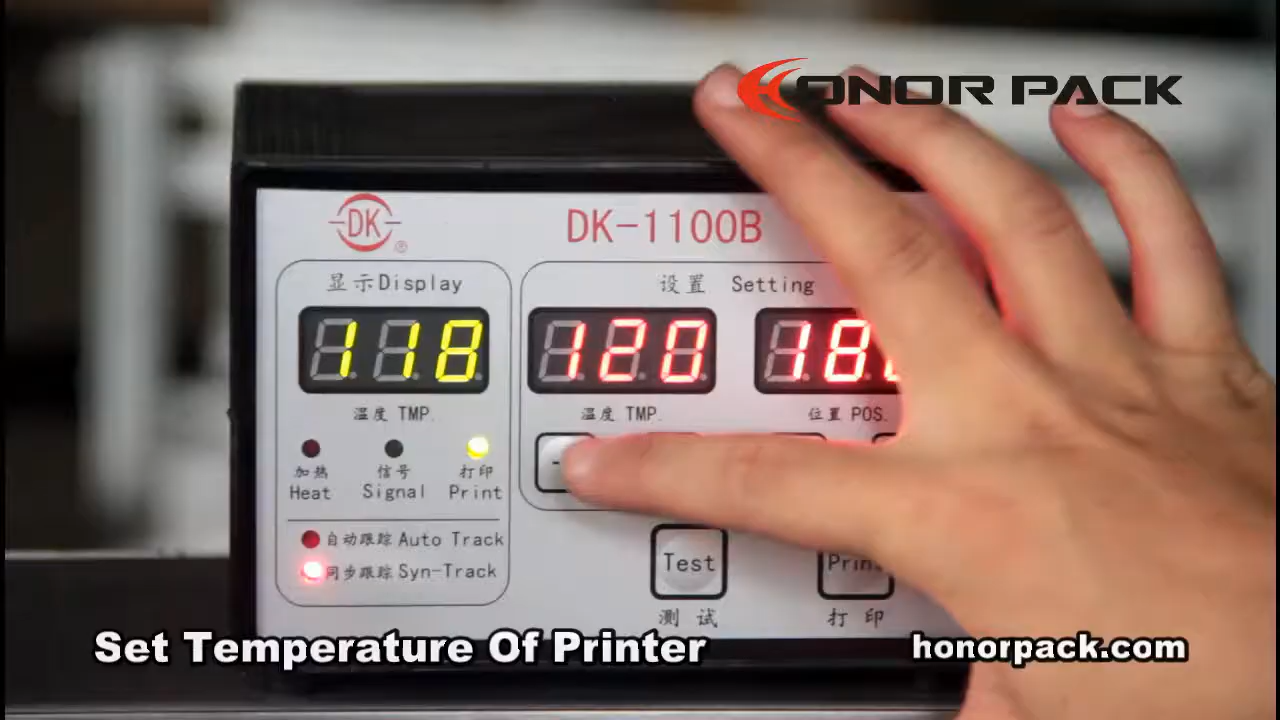 HONOR PACK
DK
®
DK-1100B
显示Display
设置 Setting
118
120
温度 TMP.
温度 TMP.
位置 POS.
加热
Heat
信号
Signal
打印
Print
自动跟踪 Auto Track
同步跟踪 Syn-Track
Test
测 试
打 印
Set Temperature Of Printer
honorpack.com